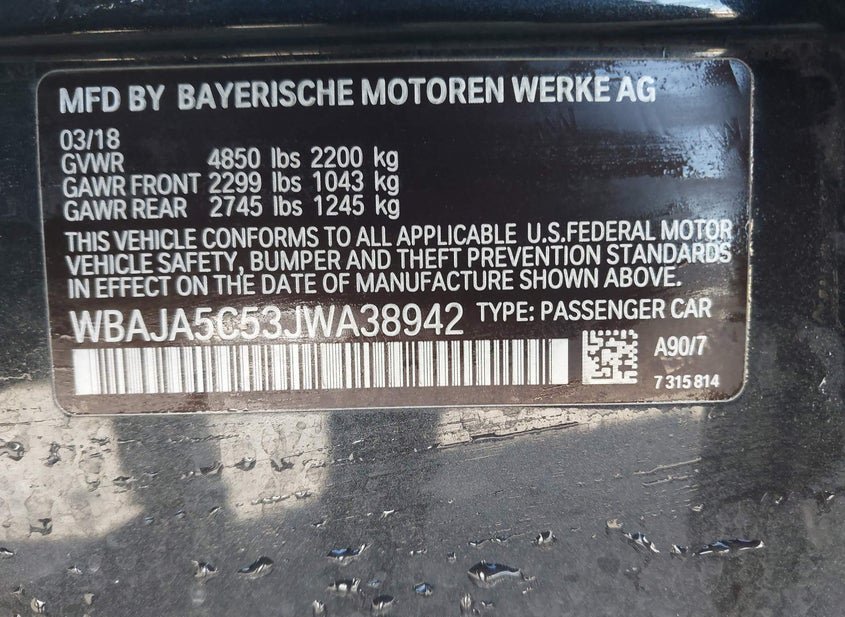 MFD BY BAYERISCHE MOTOREN WERKE AG
03/18
GVWR 4850 lbs 2200 kg
GAWR FRONT 2299 lbs 1043 kg
GAWR REAR 2745 lbs 1245 kg
THIS VEHICLE CONFORMS TO ALL APPLICABLE U.S.FEDERAL MOTOR
VEHICLE SAFETY, BUMPER AND THEFT PREVENTION STANDARDS
IN EFFECT ON THE DATE OF MANUFACTURE SHOWN ABOVE.
WBAJA5C53JWA38942 TYPE: PASSENGER CAR
A90/7
7 315 814